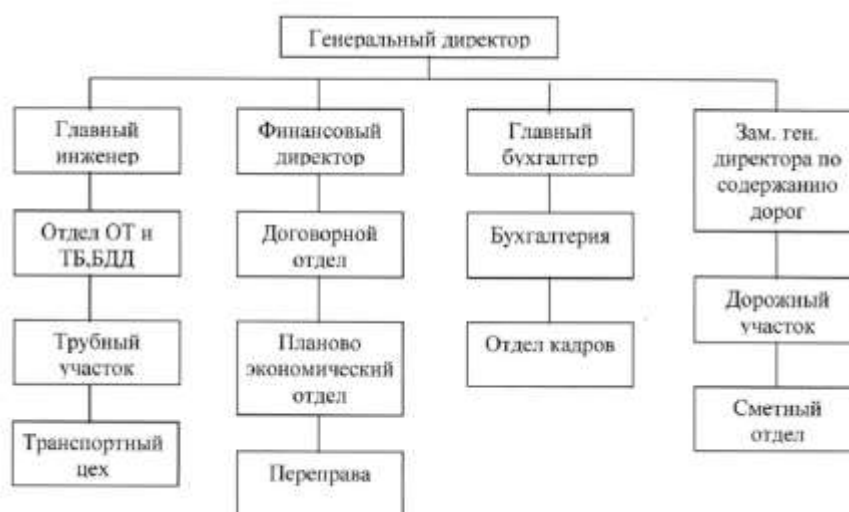 Генеральный директор
Главный
инженер
Финансовый
директор
Главный
бухгалтер
Зам. ген.
директора по
содержанию
дорог
Отдел ОТ и
ТБ,БДД
Договорной
отдел
Бухгалтерия
Дорожный
участок
Трубный
участок
Планово
экономический
отдел
Отдел кадров
Сметный
отдел
Транспортный
цех
Переправа